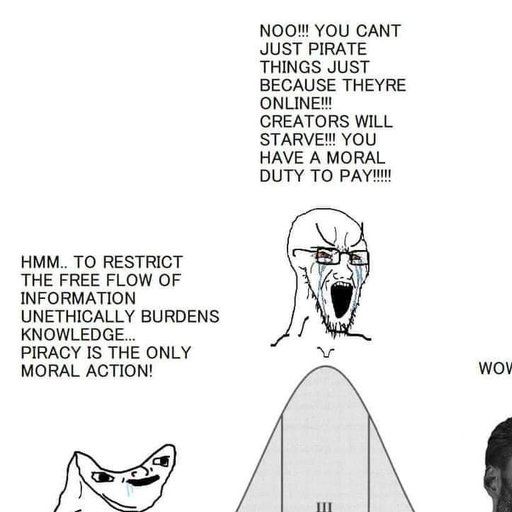 NOO!!! YOU CANT
JUST PIRATE
THINGS JUST
BECAUSE THEYRE
ONLINE!!!
CREATORS WILL
STARVE!!! YOU
HAVE A MORAL
DUTY TO PAY!!!!!
HMM.. TO RESTRICT
THE FREE FLOW OF
INFORMATION
UNETHICALLY BURDENS
KNOWLEDGE...
PIRACY IS THE ONLY
MORAL ACTION!
WOW
III